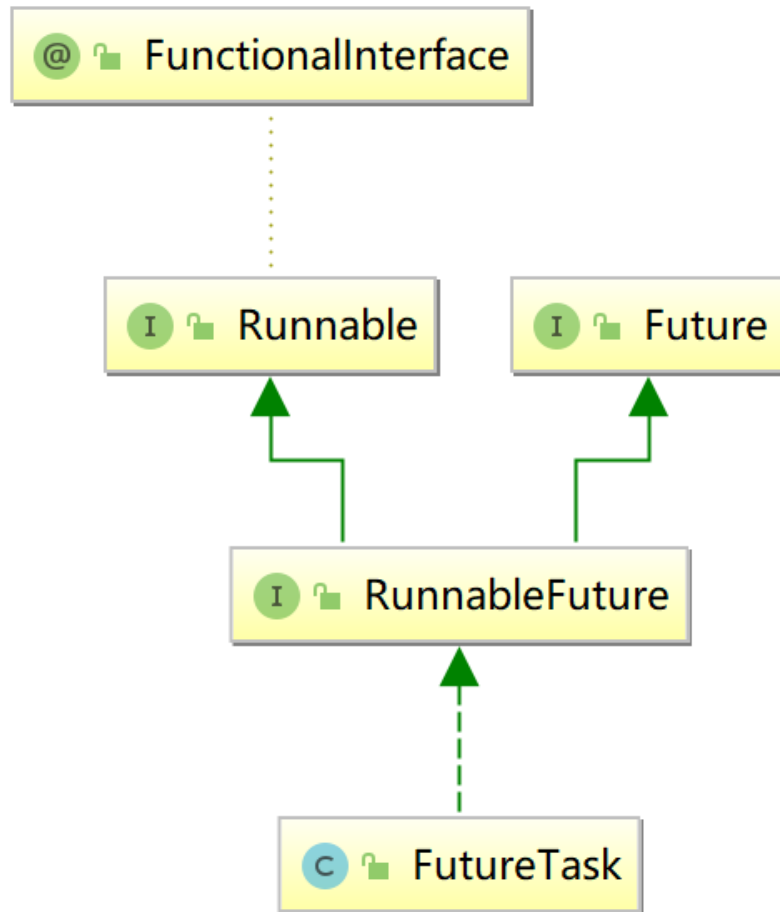 @ FunctionalInterface
I Runnable
I Future
I RunnableFuture
C FutureTask